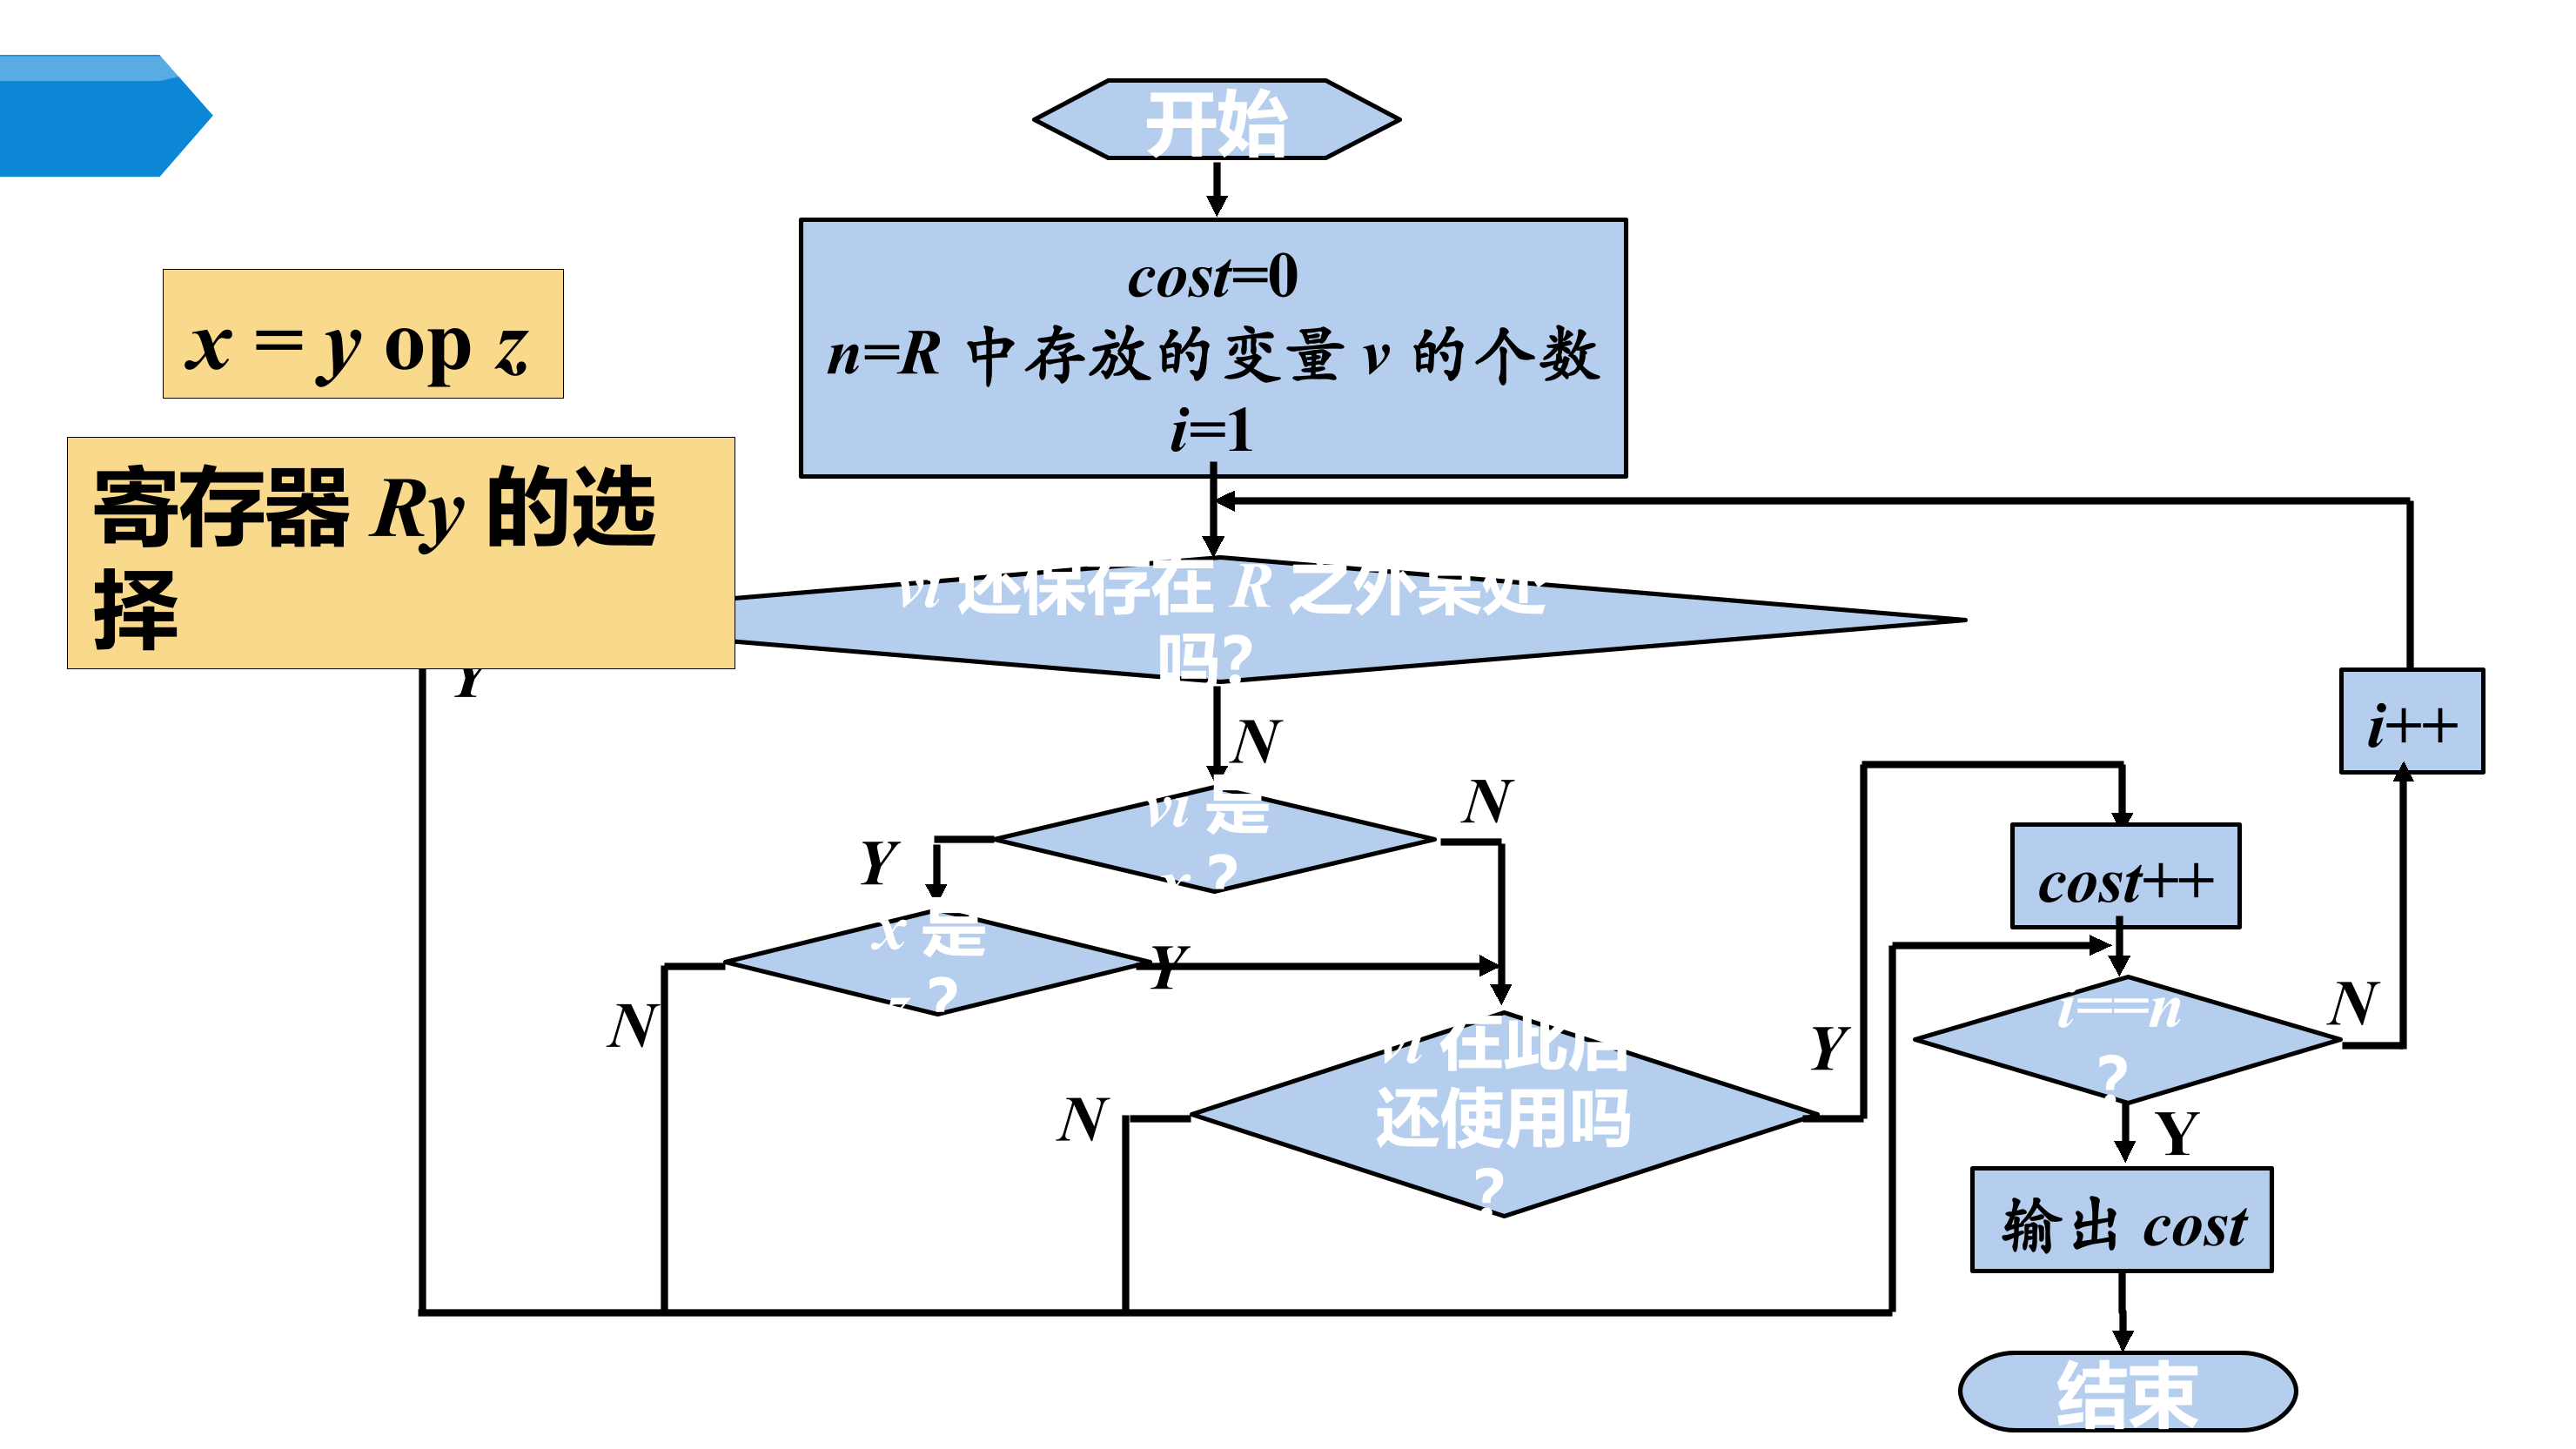 开始
cost=0
n=R 中存放的变量 v 的个数
i=1
x = y op z
寄存器 Ry 的选
择
vi 还保存在 R 之外某处
吗?
Y
N
i++
vi 是
x ?
N
Y
cost++
x 是
z ?
Y
N
vi 在此后
还使用吗
?
N
Y
i==n
?
N
Y
输出 cost
结束